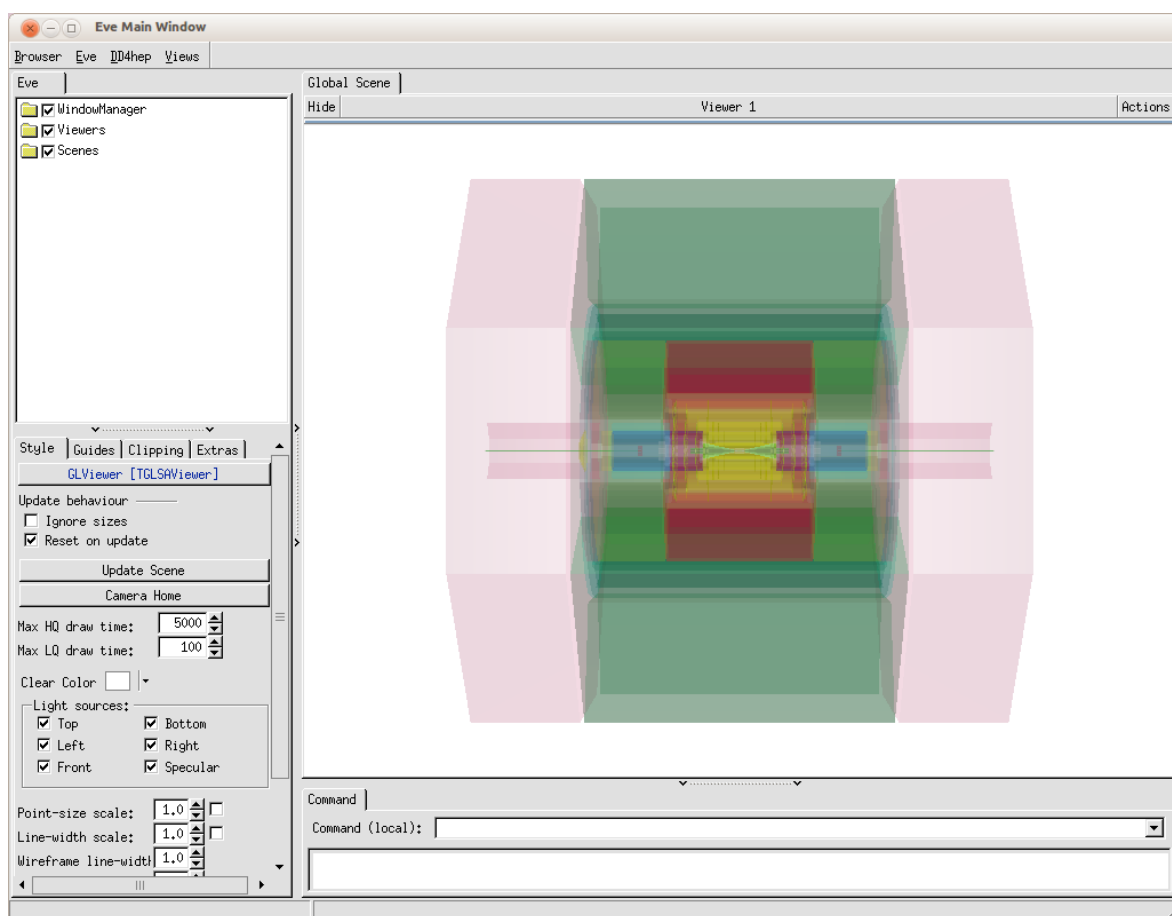 Eve Main Window
Browser Eve DD4hep Views
Eve
WindowManager
Viewers
Scenes
Style Guides Clipping Extras
GLViewer [TGLSAViewer]
Update behaviour
Ignore sizes
Reset on update
Update Scene
Camera Home
Max HQ draw time: 5000
Max LQ draw time: 100
Clear Color
Light sources:
Top Bottom
Left Right
Front Specular
Point-size scale: 1.0
Line-width scale: 1.0
Wireframe line-widt 1.0
Global Scene
Hide Viewer 1 Actions
Command
Command (local):